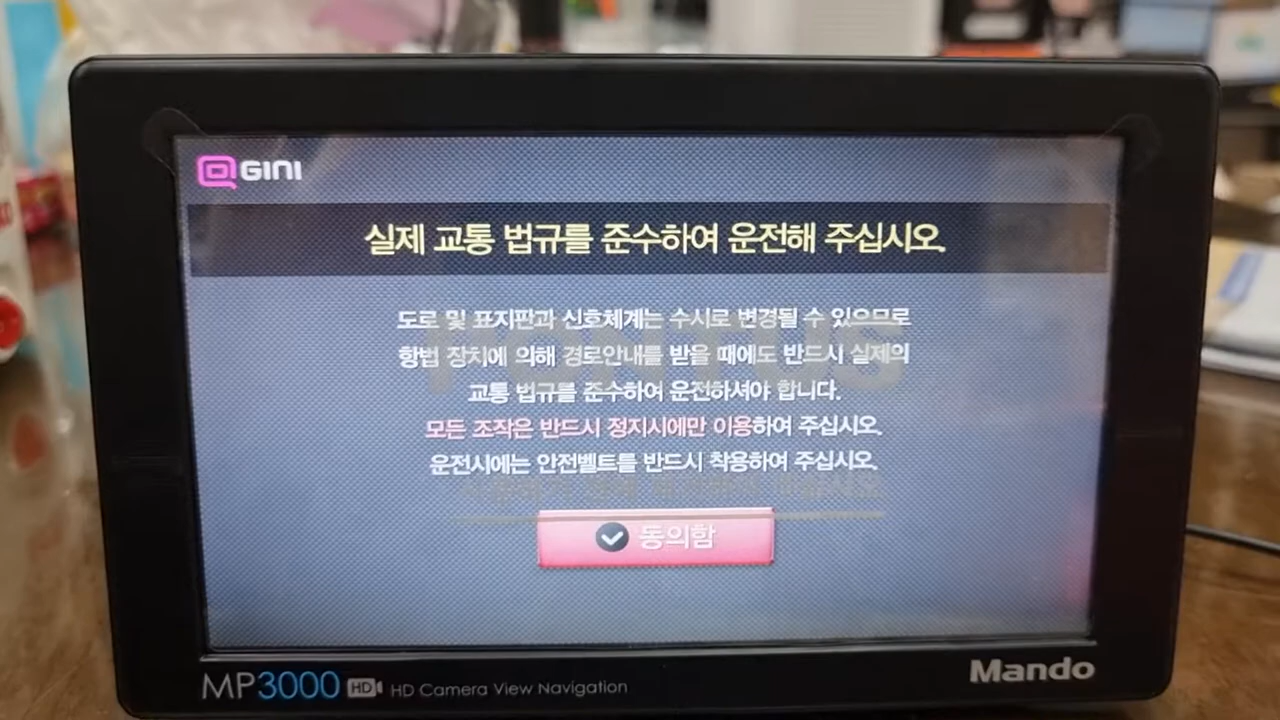 GINI
실제 교통 법규를 준수하여 운전해 주십시오.
도로 및 표지판과 신호체계는 수시로 변경될 수 있으므로
항법 장치에 의해 경로안내를 받을 때에도 반드시 실제의
교통 법규를 준수하여 운전하셔야 합니다.
모든 조작은 반드시 정지시에만 이용하여 주십시오.
운전시에는 안전벨트를 반드시 착용하여 주십시오.
동의함
MP3000 HD HD Camera View Navigation
Mando